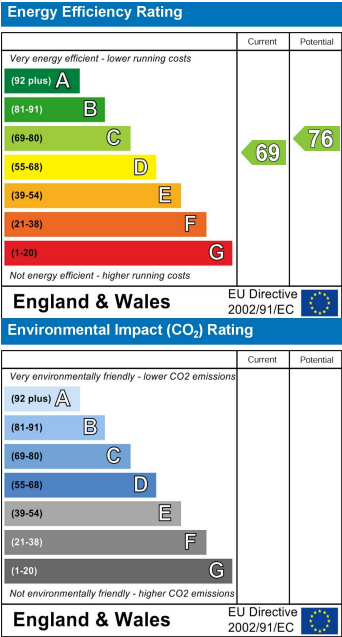 Energy Efficiency Rating
Current Potential
Very energy efficient - lower running costs
(92 plus) A
(81-91) B
(69-80) C
(55-68) D
(39-54) E
(21-38) F
(1-20) G
69 76
Not energy efficient - higher running costs
England & Wales
EU Directive
2002/91/EC
Environmental Impact (CO₂) Rating
Current Potential
Very environmentally friendly - lower CO2 emissions
(92 plus) A
(81-91) B
(69-80) C
(55-68) D
(39-54) E
(21-38) F
(1-20) G
Not environmentally friendly - higher CO2 emissions
England & Wales
EU Directive
2002/91/EC